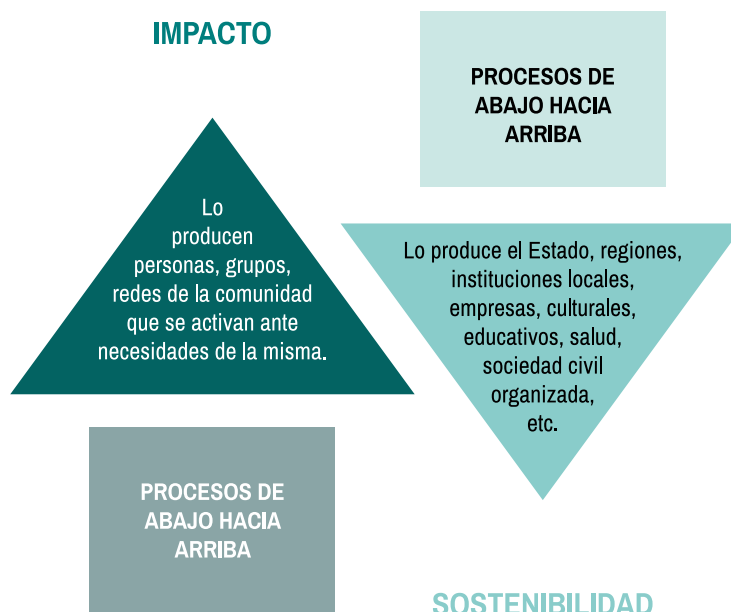 IMPACTO
PROCESOS DE
ABAJO HACIA
ARRIBA
Lo
producen
personas, grupos,
redes de la comunidad
que se activan ante
necesidades de la misma.
Lo produce el Estado, regiones,
instituciones locales,
empresas, culturales,
educativos, salud,
sociedad civil
organizada,
etc.
PROCESOS DE
ABAJO HACIA
ARRIBA
SOSTENIBILIDAD